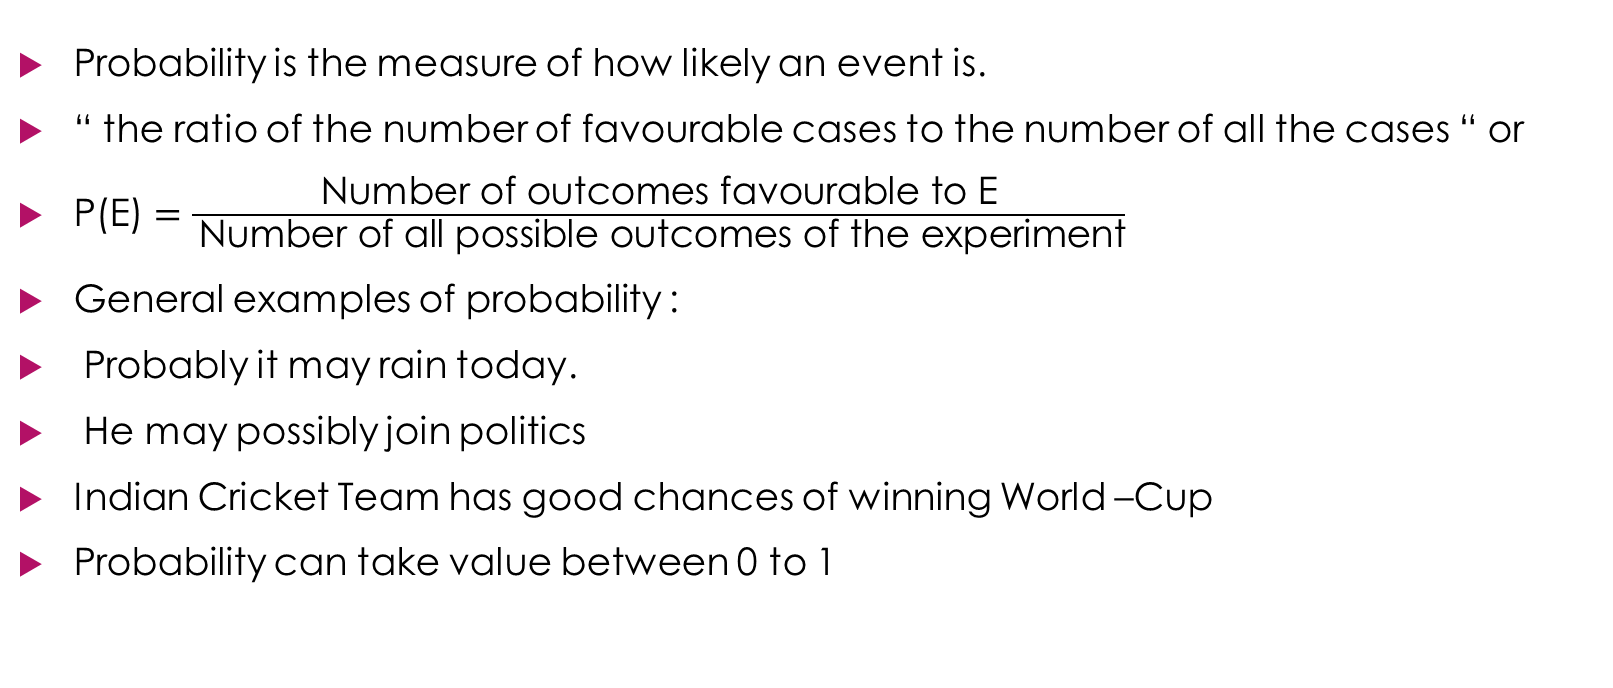 Probability is the measure of how likely an event is.
“ the ratio of the number of favourable cases to the number of all the cases “ or
P(E) = Number of outcomes favourable to E / Number of all possible outcomes of the experiment
General examples of probability :
Probably it may rain today.
He may possibly join politics
Indian Cricket Team has good chances of winning World –Cup
Probability can take value between 0 to 1